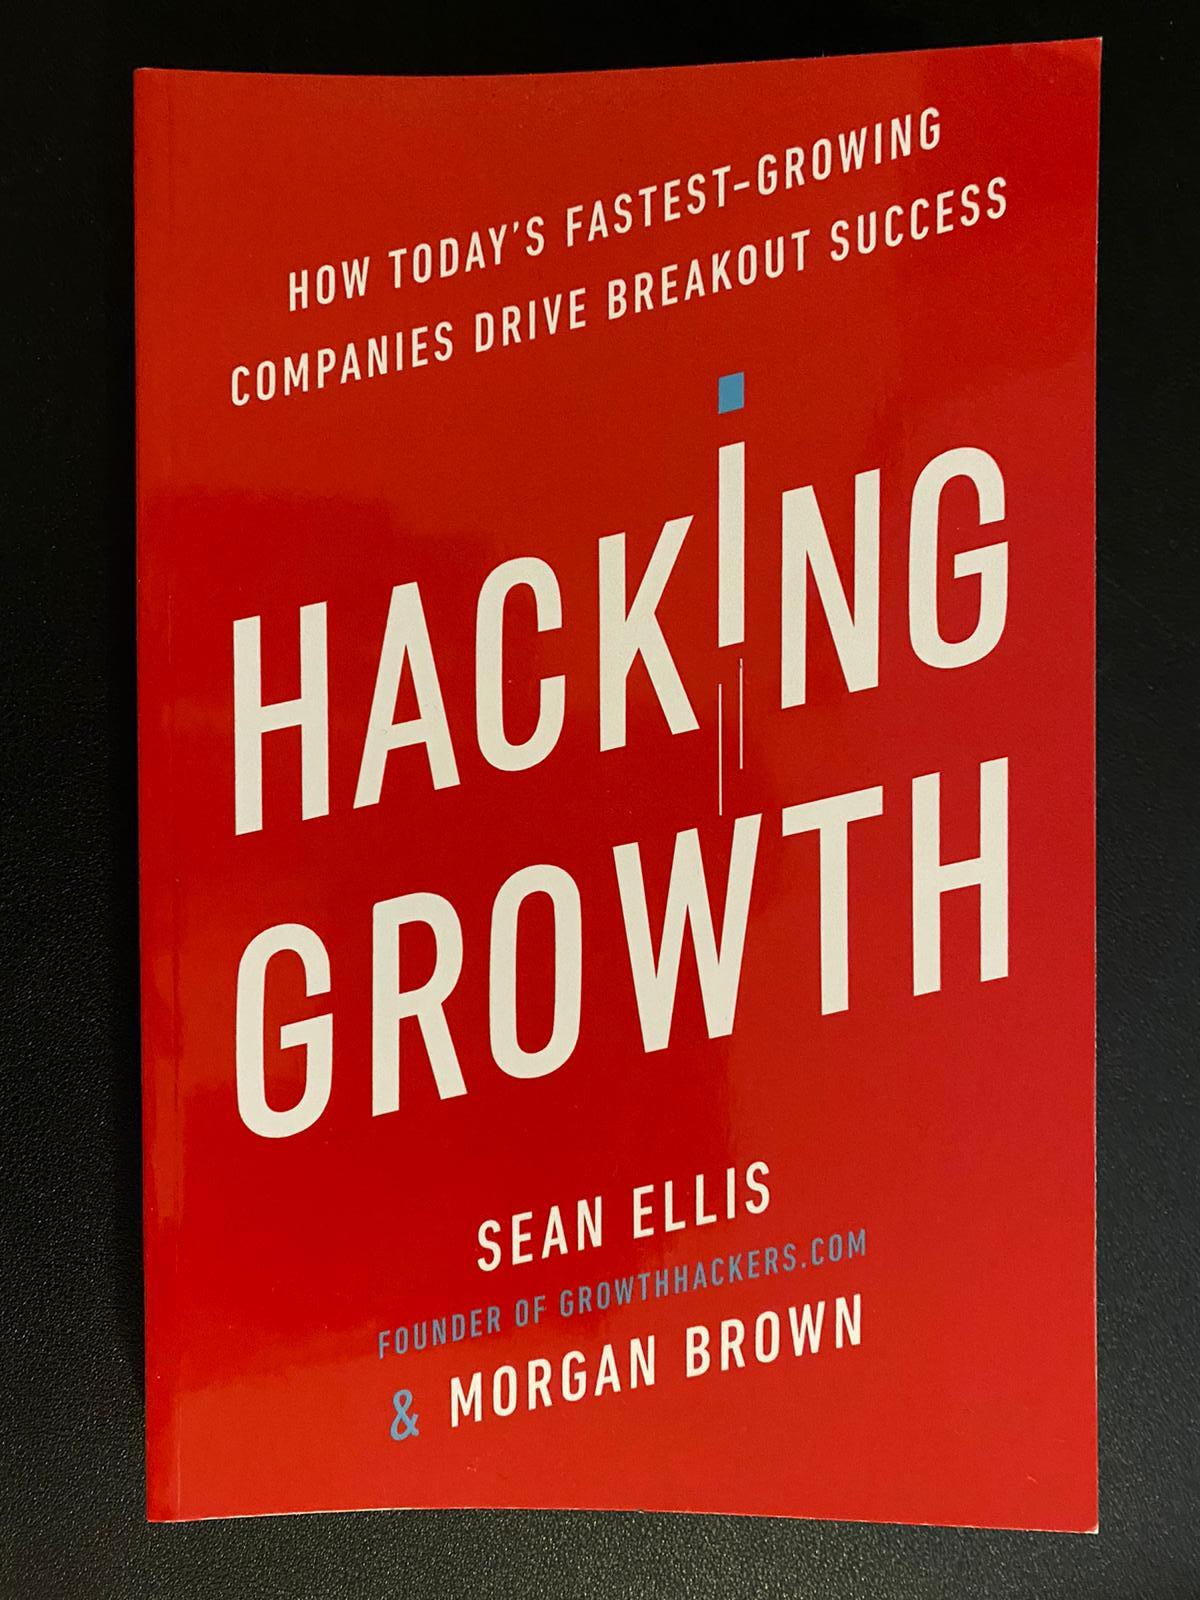 HOW TODAY'S FASTEST-GROWING
COMPANIES DRIVE BREAKOUT SUCCESS
HACKiNG
GROWTH
SEAN ELLIS
FOUNDER OF GROWTHHACKERS.COM
& MORGAN BROWN